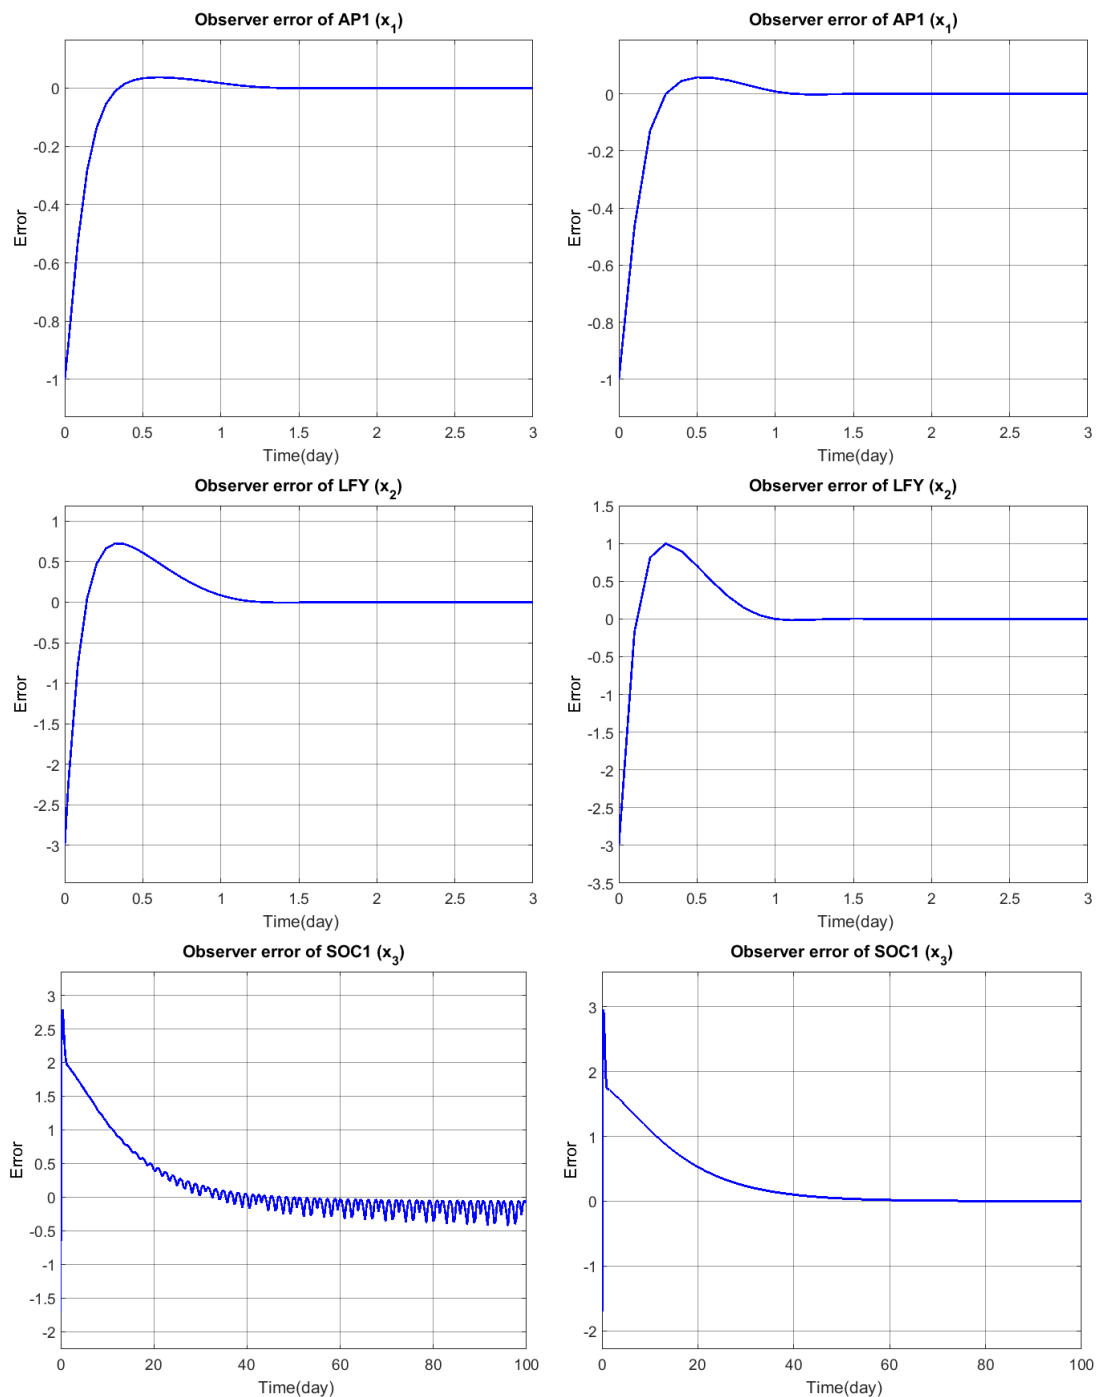 Observer error of AP1 (x1)
0
-0.2
-0.4
-0.6
-0.8
-1
Error
0 0.5 1 1.5 2 2.5 3
Time(day)
Observer error of AP1 (x1)
0
-0.2
-0.4
-0.6
-0.8
-1
Error
0 0.5 1 1.5 2 2.5 3
Time(day)
Observer error of LFY (x2)
1
0.5
0
-0.5
-1
-1.5
-2
-2.5
-3
Error
0 0.5 1 1.5 2 2.5 3
Time(day)
Observer error of LFY (x2)
1.5
1
0.5
0
-0.5
-1
-1.5
-2
-2.5
-3
-3.5
Error
0 0.5 1 1.5 2 2.5 3
Time(day)
Observer error of SOC1 (x3)
3
2.5
2
1.5
1
0.5
0
-0.5
-1
-1.5
-2
Error
0 20 40 60 80 100
Time(day)
Observer error of SOC1 (x3)
3
2
1
0
-1
-2
Error
0 20 40 60 80 100
Time(day)